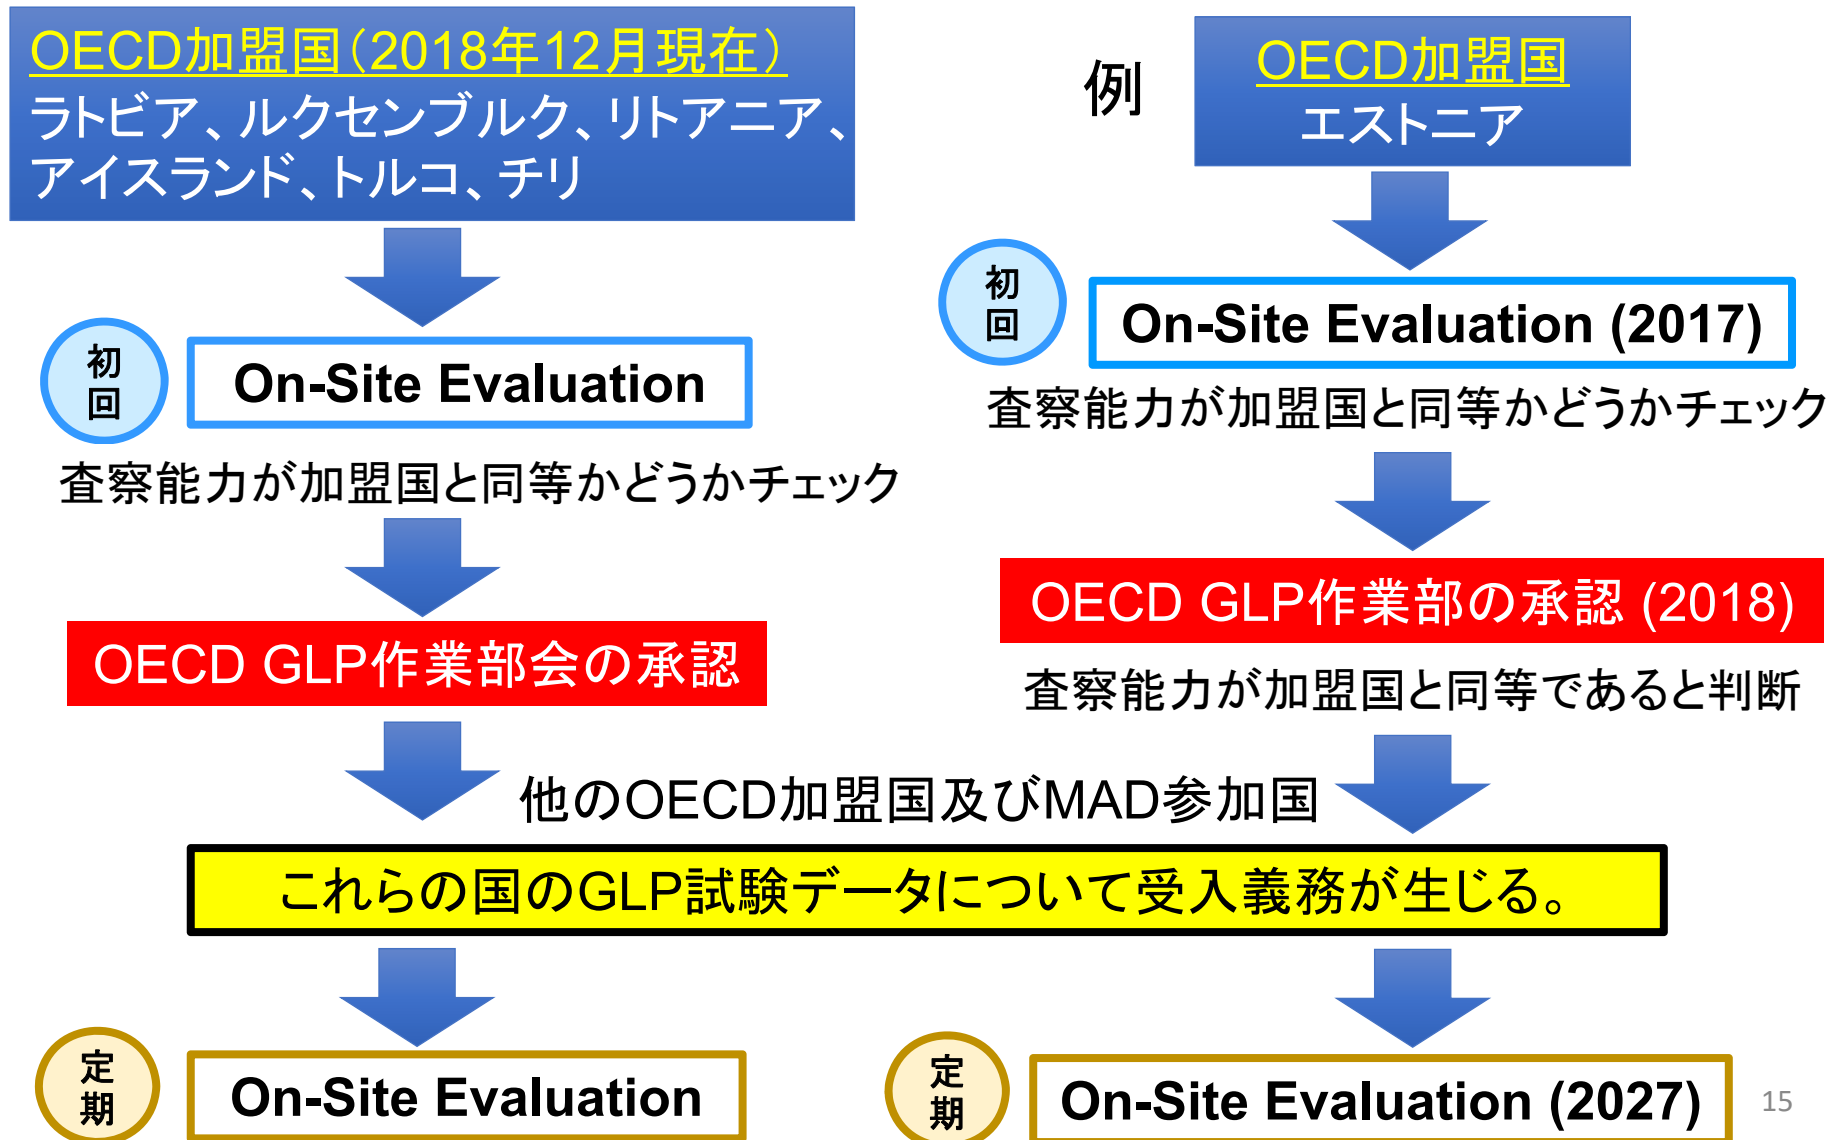 OECD加盟国（2018年12月現在）
ラトビア、ルクセンブルク、リトアニア、
アイスランド、トルコ、チリ
初
回
On-Site Evaluation
査察能力が加盟国と同等かどうかチェック
OECD GLP作業部会の承認
例
OECD加盟国
エストニア
初
回
On-Site Evaluation (2017)
査察能力が加盟国と同等かどうかチェック
OECD GLP作業部の承認 (2018)
査察能力が加盟国と同等であると判断
他のOECD加盟国及びMAD参加国
これらの国のGLP試験データについて受入義務が生じる。
定
期
On-Site Evaluation
定
期
On-Site Evaluation (2027)
15